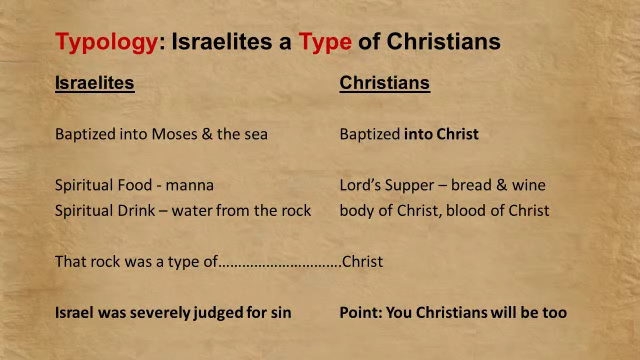 Typology: Israelites a Type of Christians
Israelites Christians
Baptized into Moses & the sea Baptized into Christ
Spiritual Food - manna Lord's Supper – bread & wine
Spiritual Drink – water from the rock body of Christ, blood of Christ
That rock was a type of…………………………….Christ
Israel was severely judged for sin Point: You Christians will be too